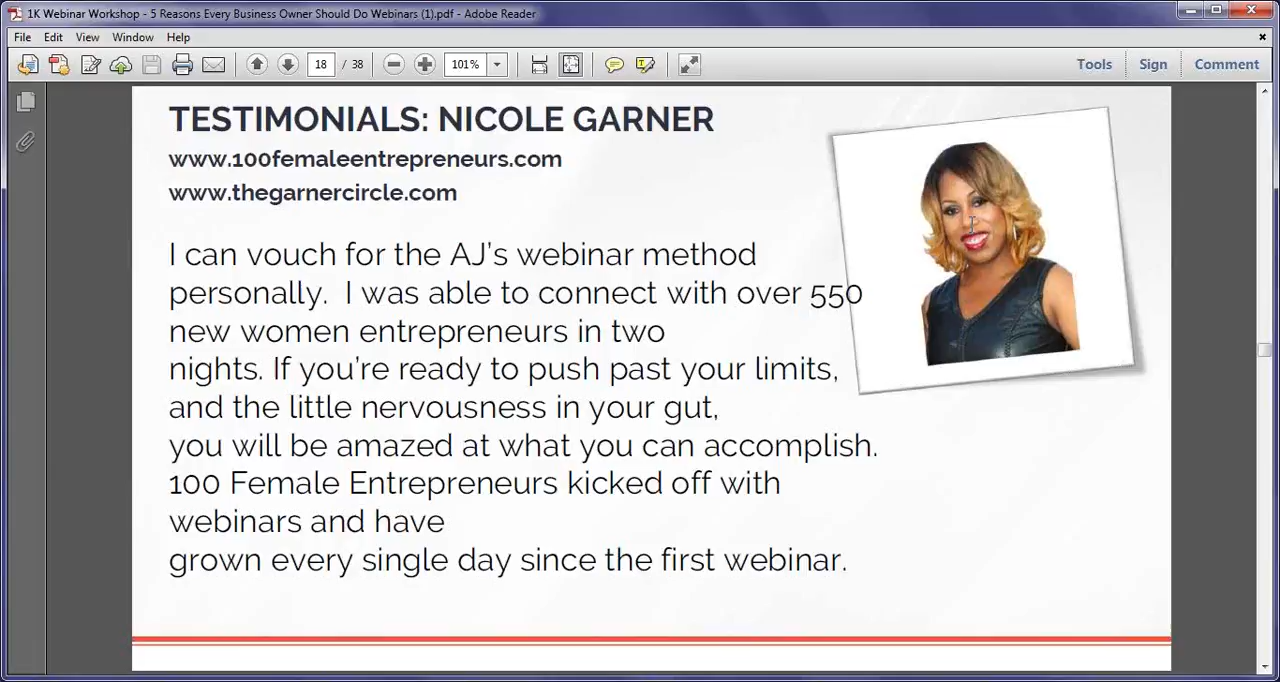 1K Webinar Workshop - 5 Reasons Every Business Owner Should Do Webinars (1).pdf - Adobe Reader
File Edit View Window Help
18 / 38 101% Tools Sign Comment
TESTIMONIALS: NICOLE GARNER
www.100femaleentrepreneurs.com
www.thegarnercircle.com
I can vouch for the AJ's webinar method
personally.  I was able to connect with over 550
new women entrepreneurs in two
nights. If you're ready to push past your limits,
and the little nervousness in your gut,
you will be amazed at what you can accomplish.
100 Female Entrepreneurs kicked off with
webinars and have
grown every single day since the first webinar.